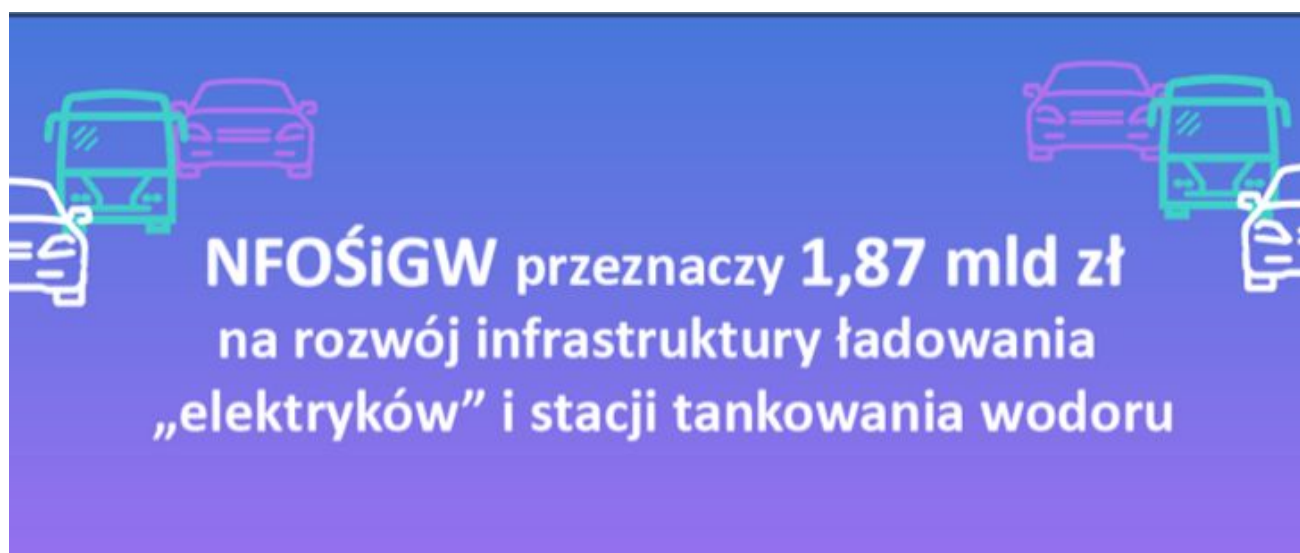 NFOŚiGW przeznaczy 1,87 mld zł
na rozwój infrastruktury ładowania
„elektryków” i stacji tankowania wodoru